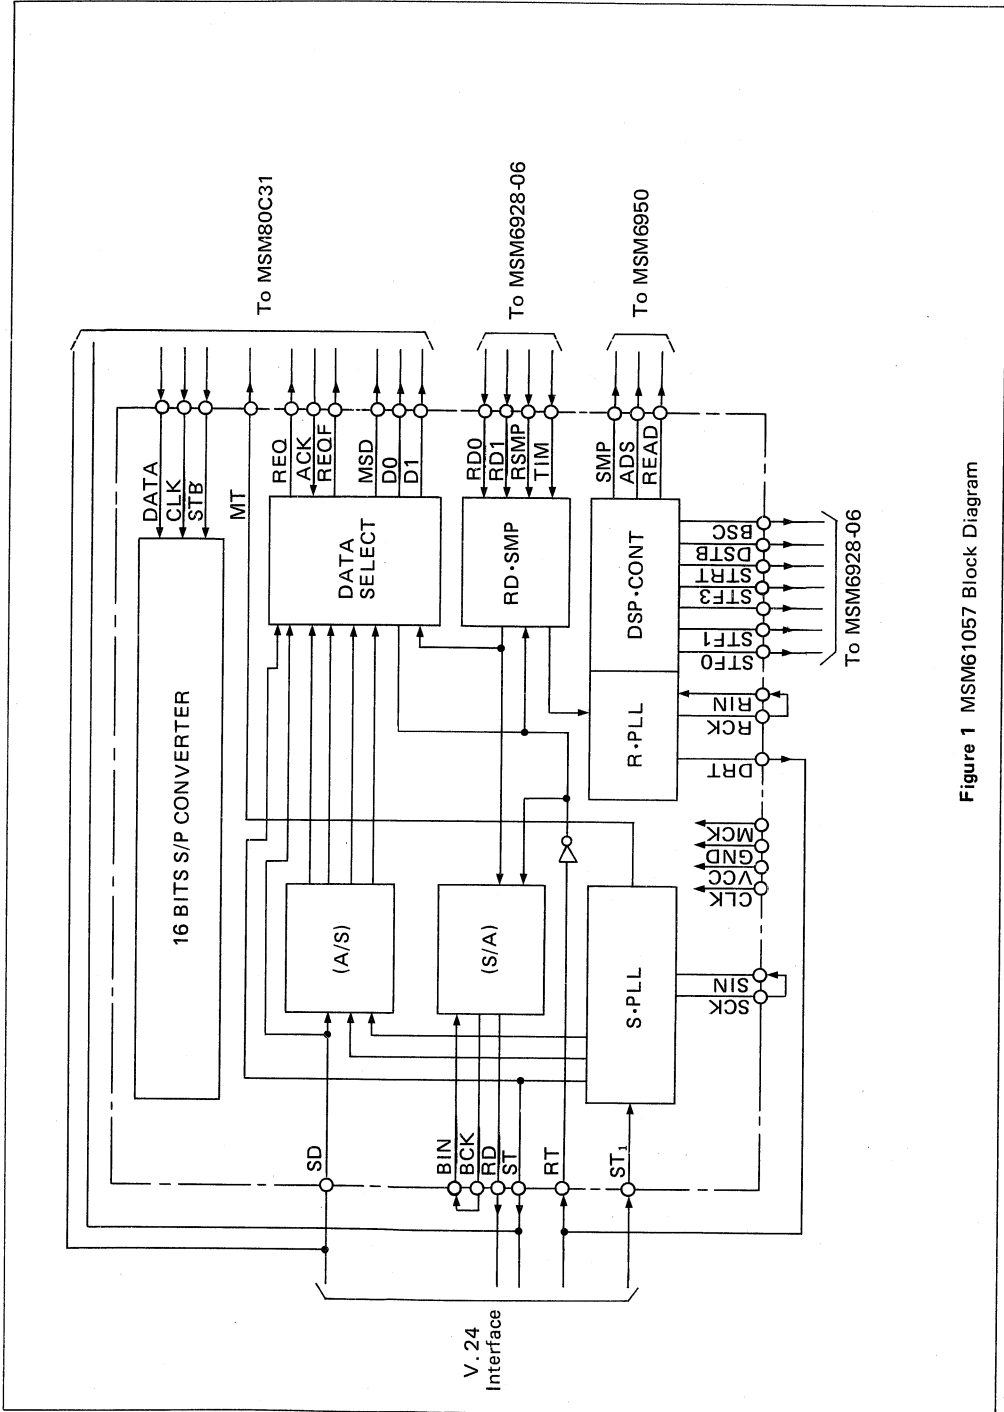 To MSM80C31
To MSM6928-06
To MSM6950
DATA
CLK
STB
MT
REQ
ACK
REQF
MSD
D0
D1
RD0
RD1
RSMP
TIM
SMP
ADS
READ
16 BITS S/P CONVERTER
DATA
SELECT
RD·SMP
DSP·CONT
R·PLL
(A/S)
(S/A)
S·PLL
BSC
DSTB
STRT
STF3
STF1
STF0
To MSM6928-06
RIN
RCK
DRT
MCK
GND
VCC
CLK
SIN
SCK
SD
BIN
BCK
RD
ST
RT
ST1
V.24
Interface
Figure 1 MSM61057 Block Diagram